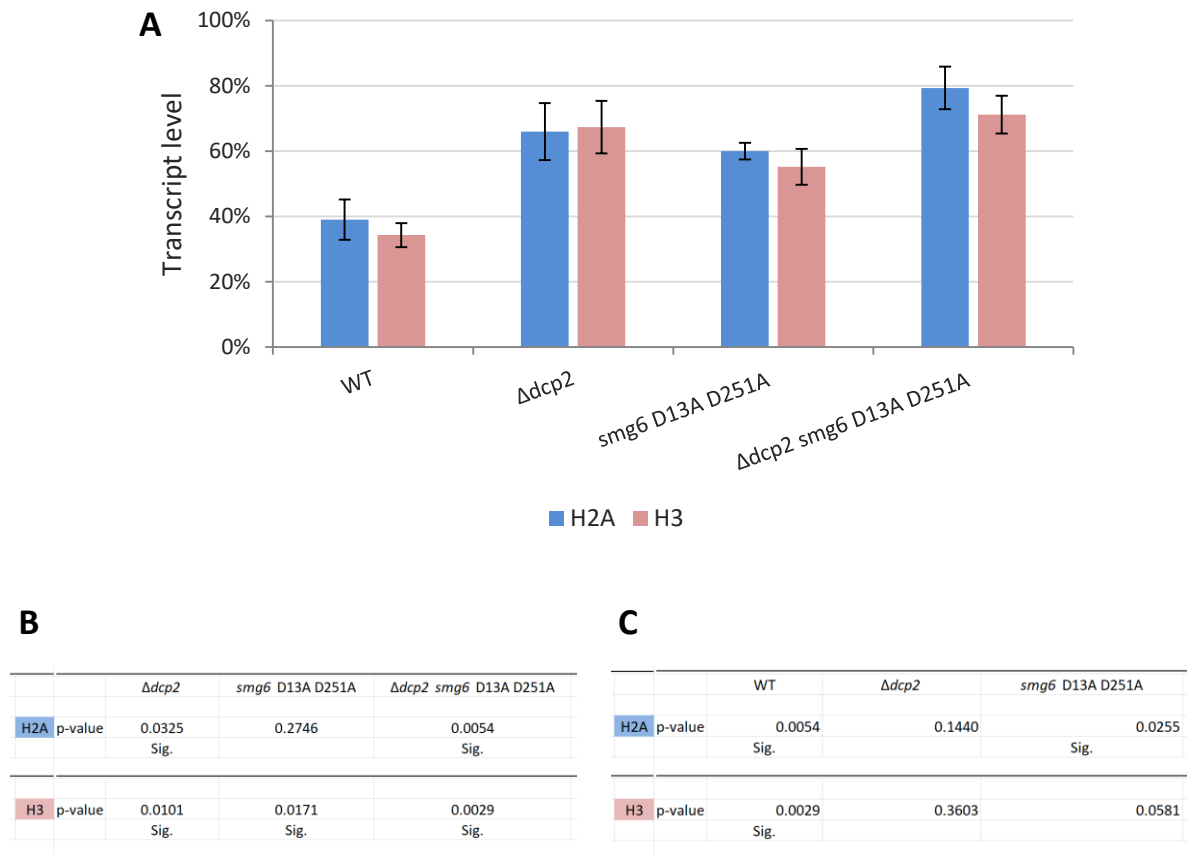 A
100%
80%
60%
40%
20%
0%
Transcript level
WT
Δdcp2
smg6 D13A D251A
Δdcp2 smg6 D13A D251A
H2A H3
B
Δdcp2 smg6 D13A D251A Δdcp2 smg6 D13A D251A
H2A p-value 0.0325 0.2746 0.0054
Sig. Sig.
H3 p-value 0.0101 0.0171 0.0029
Sig. Sig. Sig.
C
WT Δdcp2 smg6 D13A D251A
H2A p-value 0.0054 0.1440 0.0255
Sig. Sig.
H3 p-value 0.0029 0.3603 0.0581
Sig.